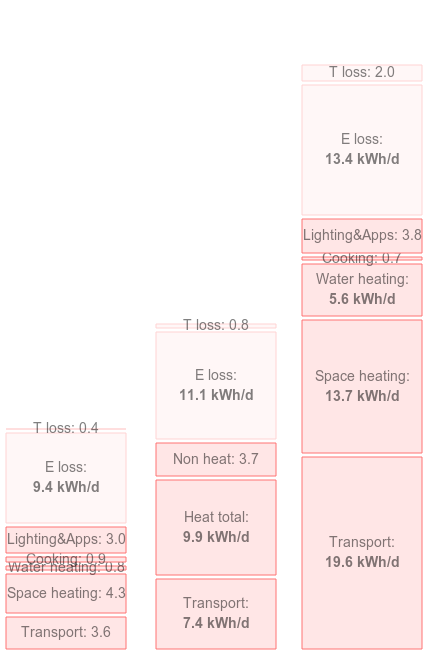 T loss: 0.4
E loss:
9.4 kWh/d
Lighting&Apps: 3.0
Cooking: 0.9
Water heating: 0.8
Space heating: 4.3
Transport: 3.6
T loss: 0.8
E loss:
11.1 kWh/d
Non heat: 3.7
Heat total:
9.9 kWh/d
Transport:
7.4 kWh/d
T loss: 2.0
E loss:
13.4 kWh/d
Lighting&Apps: 3.8
Cooking: 0.7
Water heating:
5.6 kWh/d
Space heating:
13.7 kWh/d
Transport:
19.6 kWh/d